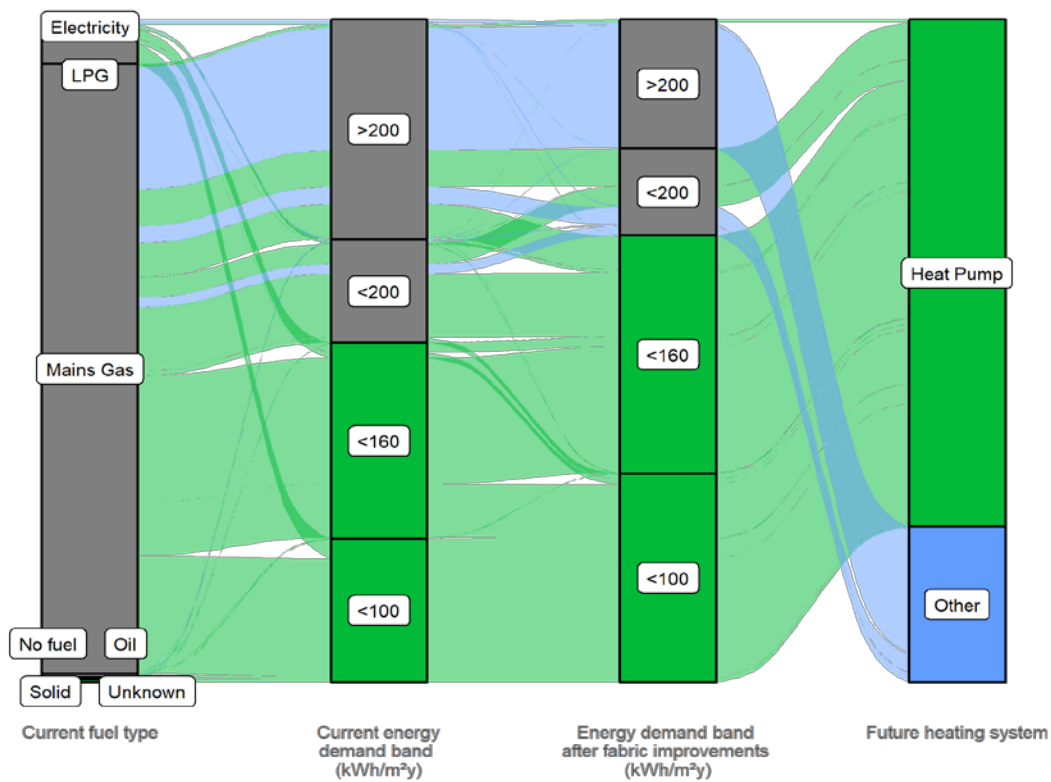 Electricity
LPG
Mains Gas
No fuel
Oil
Solid
Unknown
>200
<200
<160
<100
>200
<200
<160
<100
Heat Pump
Other
Current fuel type
Current energy
demand band
(kWh/m²y)
Energy demand band
after fabric improvements
(kWh/m²y)
Future heating system